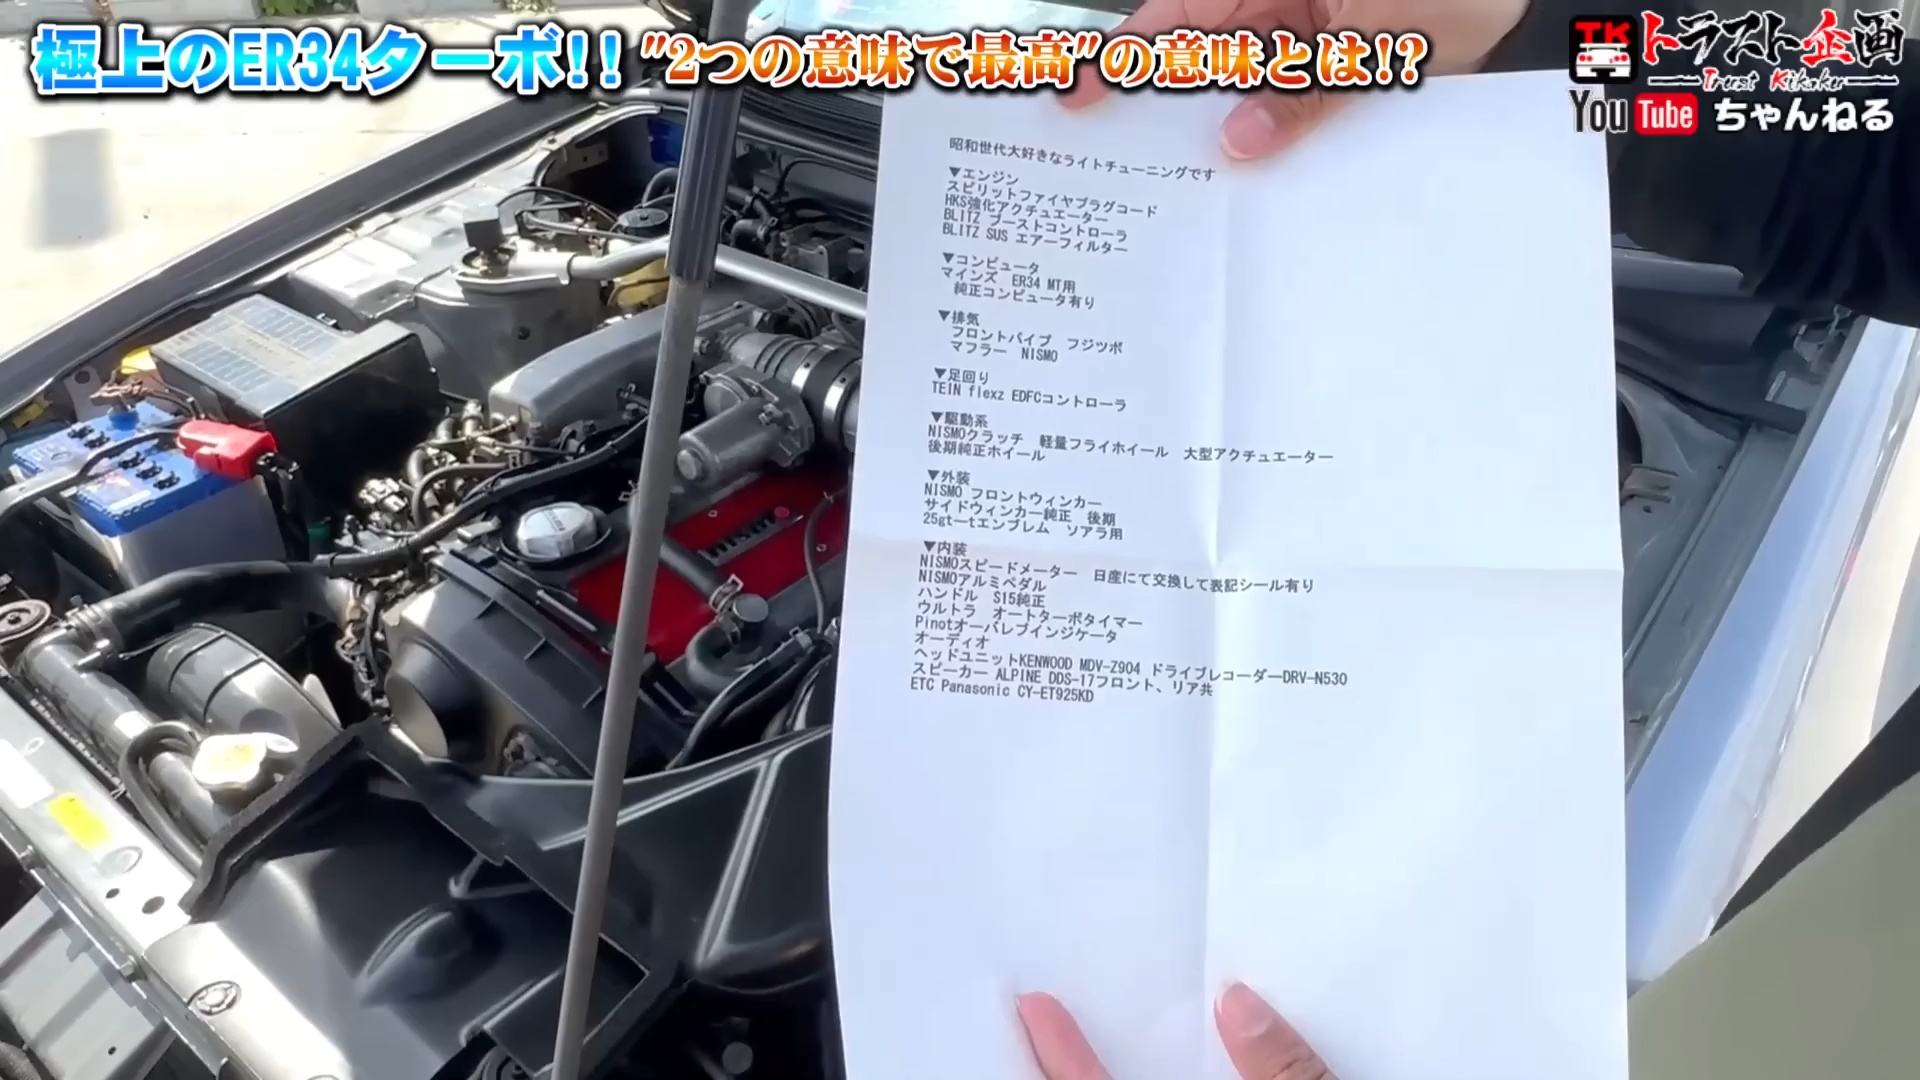 極上のER34ターボ!! "2つの意味で最高"の意味とは!?
TK トラスト企画
Trust Kikaku
YouTube ちゃんねる
昭和世代大好きなライトチューニングです
▼エンジン
スピリットファイヤプラグコード
HKS強化アクチュエーター
BLITZ ブーストコントローラ
BLITZ SUS エアーフィルター
▼コンピュータ
マインズ ER34 MT用
純正コンピュータ有り
▼排気
フロントパイプ フジツボ
マフラー NISMO
▼足回り
TEIN flexz EDFCコントローラ
▼駆動系
NISMOクラッチ 軽量フライホイール 大型アクチュエーター
後期純正ホイール
▼外装
NISMO フロントウィンカー
サイドウィンカー純正 後期
25gt―tエンブレム ソアラ用
▼内装
NISMOスピードメーター 日産にて交換して表記シール有り
NISMOアルミペダル
ハンドル S15純正
ウルトラ オートターボタイマー
Pinotオーバレブインジケータ
オーディオ
ヘッドユニットKENWOOD MDV-Z904 ドライブレコーダーDRV-N530
スピーカー ALPINE DDS-17フロント、リア共
ETC Panasonic CY-ET925KD